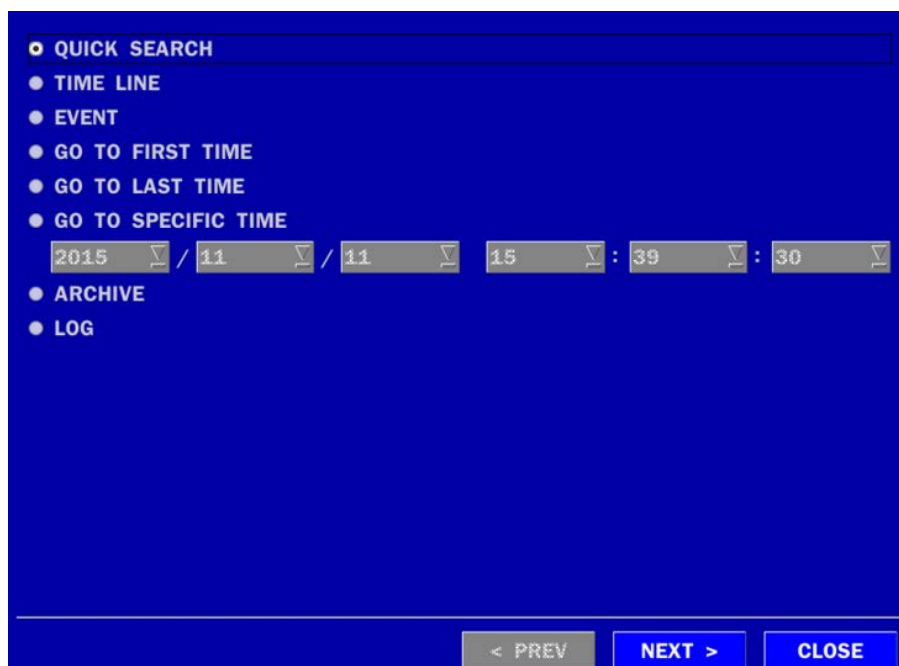 QUICK SEARCH
TIME LINE
EVENT
GO TO FIRST TIME
GO TO LAST TIME
GO TO SPECIFIC TIME
2015 / 11 / 11 15 : 39 : 30
ARCHIVE
LOG
< PREV NEXT > CLOSE